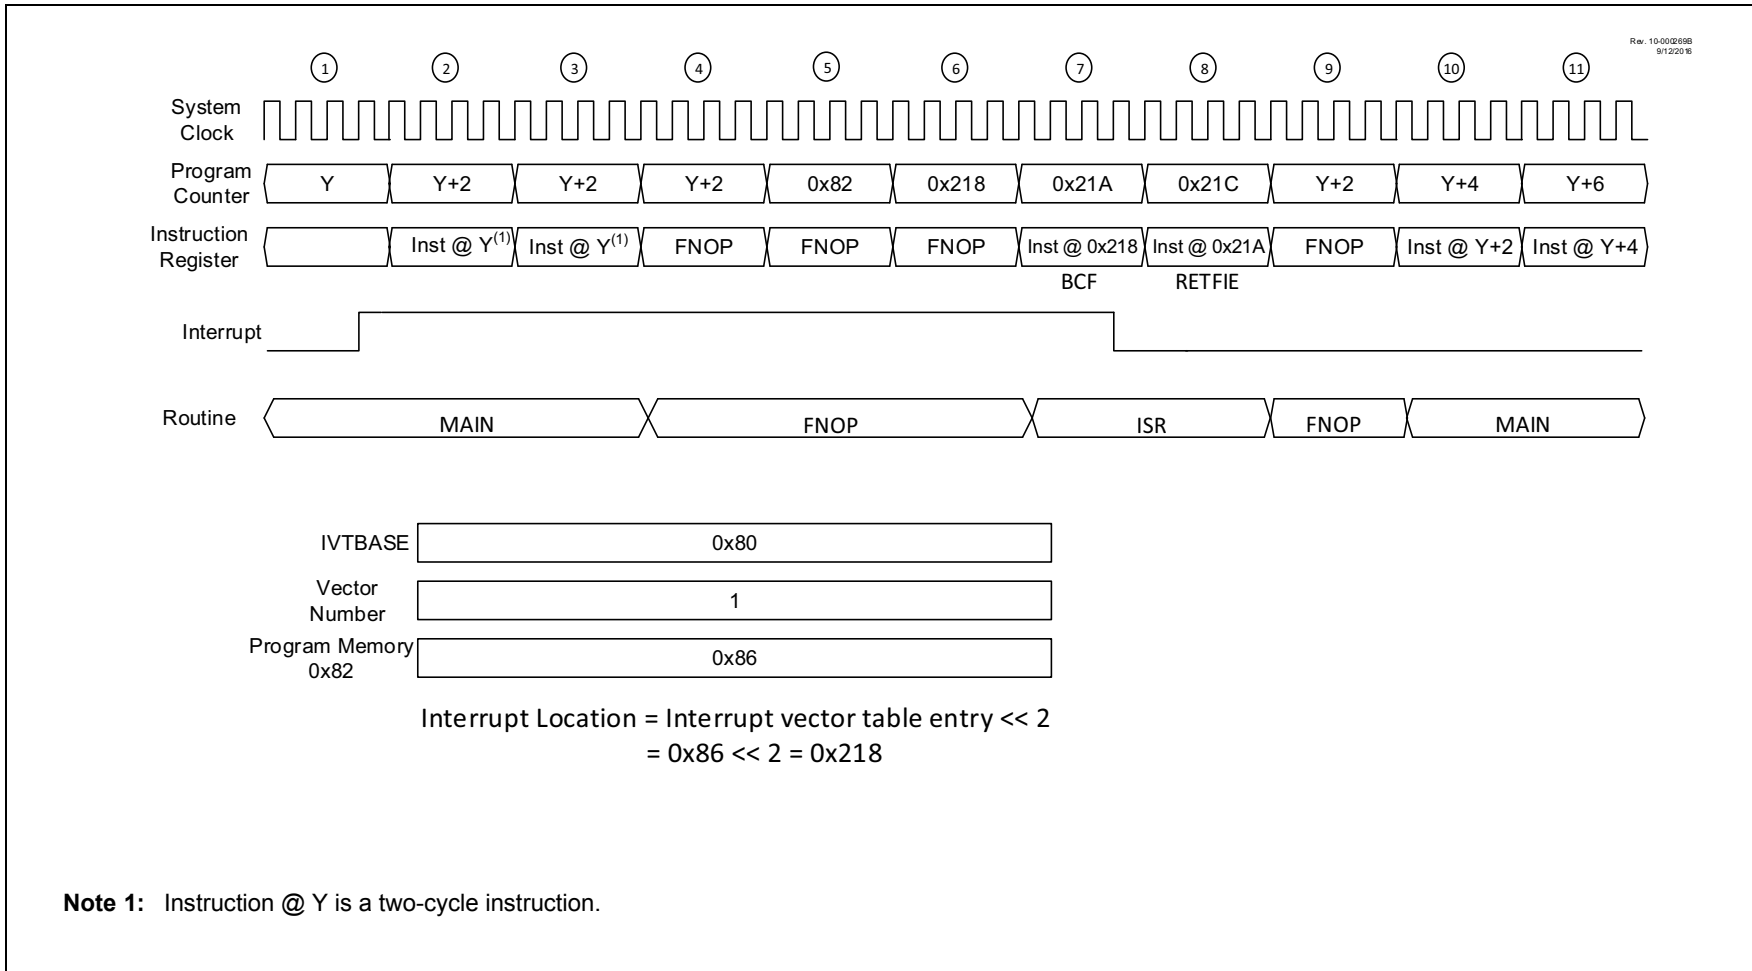 Rev. 10-000269B
9/12/2016
1 2 3 4 5 6 7 8 9 10 11
System
Clock
Program
Counter
Y Y+2 Y+2 Y+2 0x82 0x218 0x21A 0x21C Y+2 Y+4 Y+6
Instruction
Register
Inst @ Y(1) Inst @ Y(1) FNOP FNOP FNOP Inst @ 0x218 Inst @ 0x21A FNOP Inst @ Y+2 Inst @ Y+4
BCF RETFIE
Interrupt
Routine MAIN FNOP ISR FNOP MAIN
IVTBASE 0x80
Vector
Number
1
Program Memory
0x82
0x86
Interrupt Location = Interrupt vector table entry << 2
= 0x86 << 2 = 0x218
Note 1: Instruction @ Y is a two-cycle instruction.